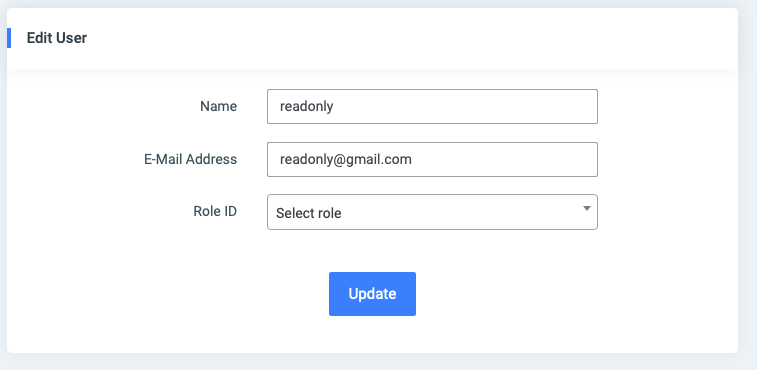 Edit User
Name readonly
E-Mail Address readonly@gmail.com
Role ID Select role
Update